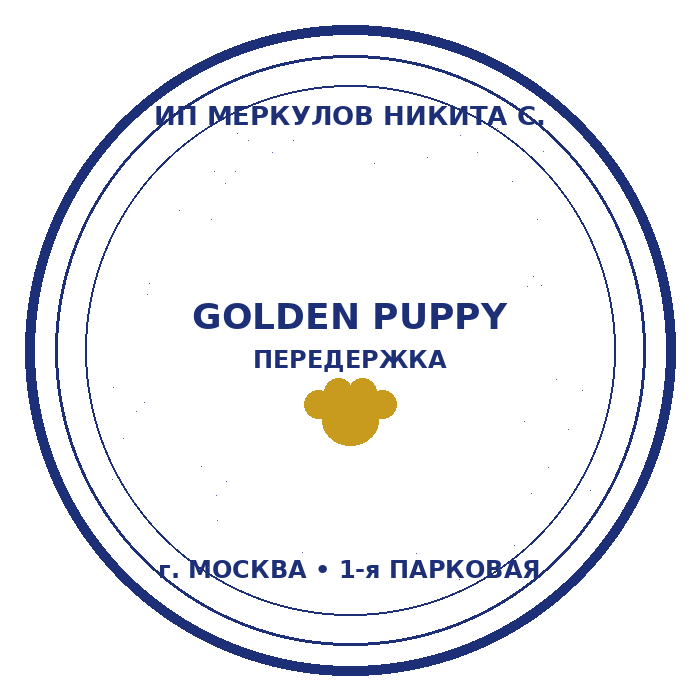 ИП МЕРКУЛОВ НИКИТА С.
GOLDEN PUPPY
ПЕРЕДЕРЖКА
г. МОСКВА • 1-я ПАРКОВАЯ